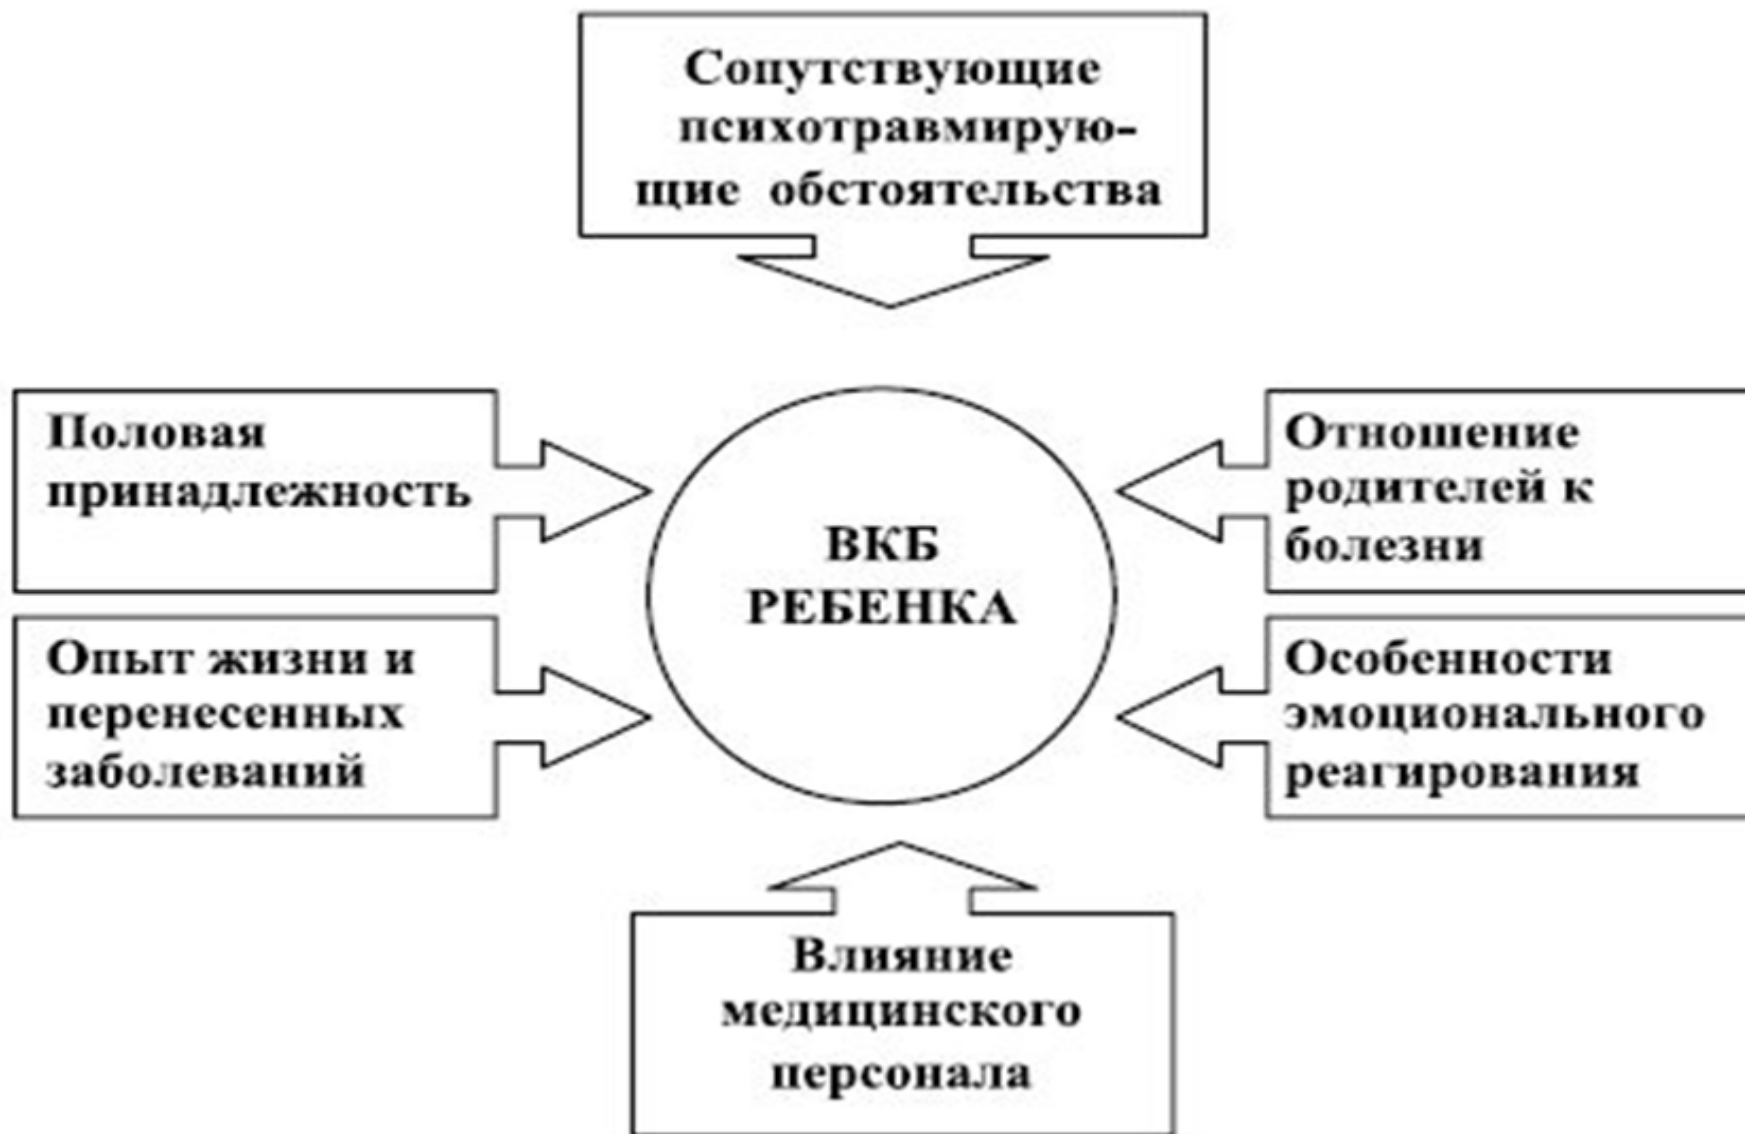 Сопутствующие
психотравмирую-
щие обстоятельства
Половая
принадлежность
Отношение
родителей к
болезни
ВКБ
РЕБЕНКА
Опыт жизни и
перенесенных
заболеваний
Особенности
эмоционального
реагирования
Влияние
медицинского
персонала